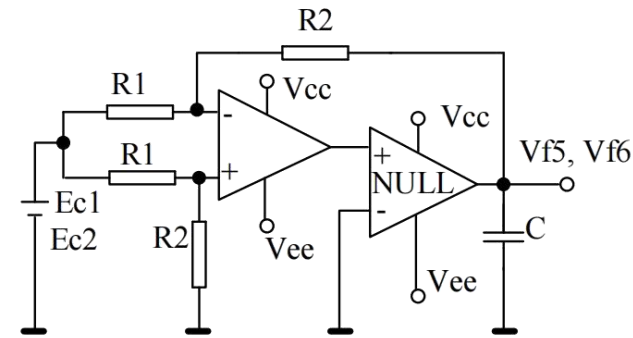 R2
R1
Vcc
-
Vcc
Vf5, Vf6
R1
+
+
NULL
-
Ec1
Ec2
R2
Vee
C
Vee